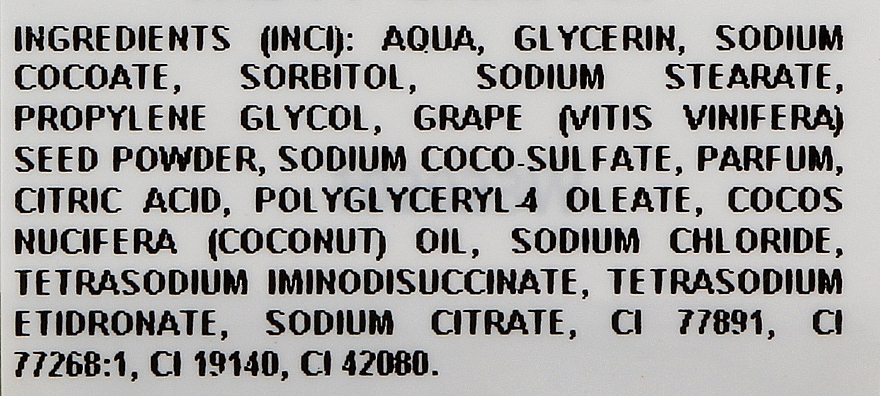 INGREDIENTS (INCI): AQUA, GLYCERIN, SODIUM
COCOATE, SORBITOL, SODIUM STEARATE,
PROPYLENE GLYCOL, GRAPE (VITIS VINIFERA)
SEED POWDER, SODIUM COCO-SULFATE, PARFUM,
CITRIC ACID, POLYGLYCERYL-4 OLEATE, COCOS
NUCIFERA (COCONUT) OIL, SODIUM CHLORIDE,
TETRASODIUM IMINODISUCCINATE, TETRASODIUM
ETIDRONATE, SODIUM CITRATE, CI 77891, CI
77268:1, CI 19140, CI 42080.